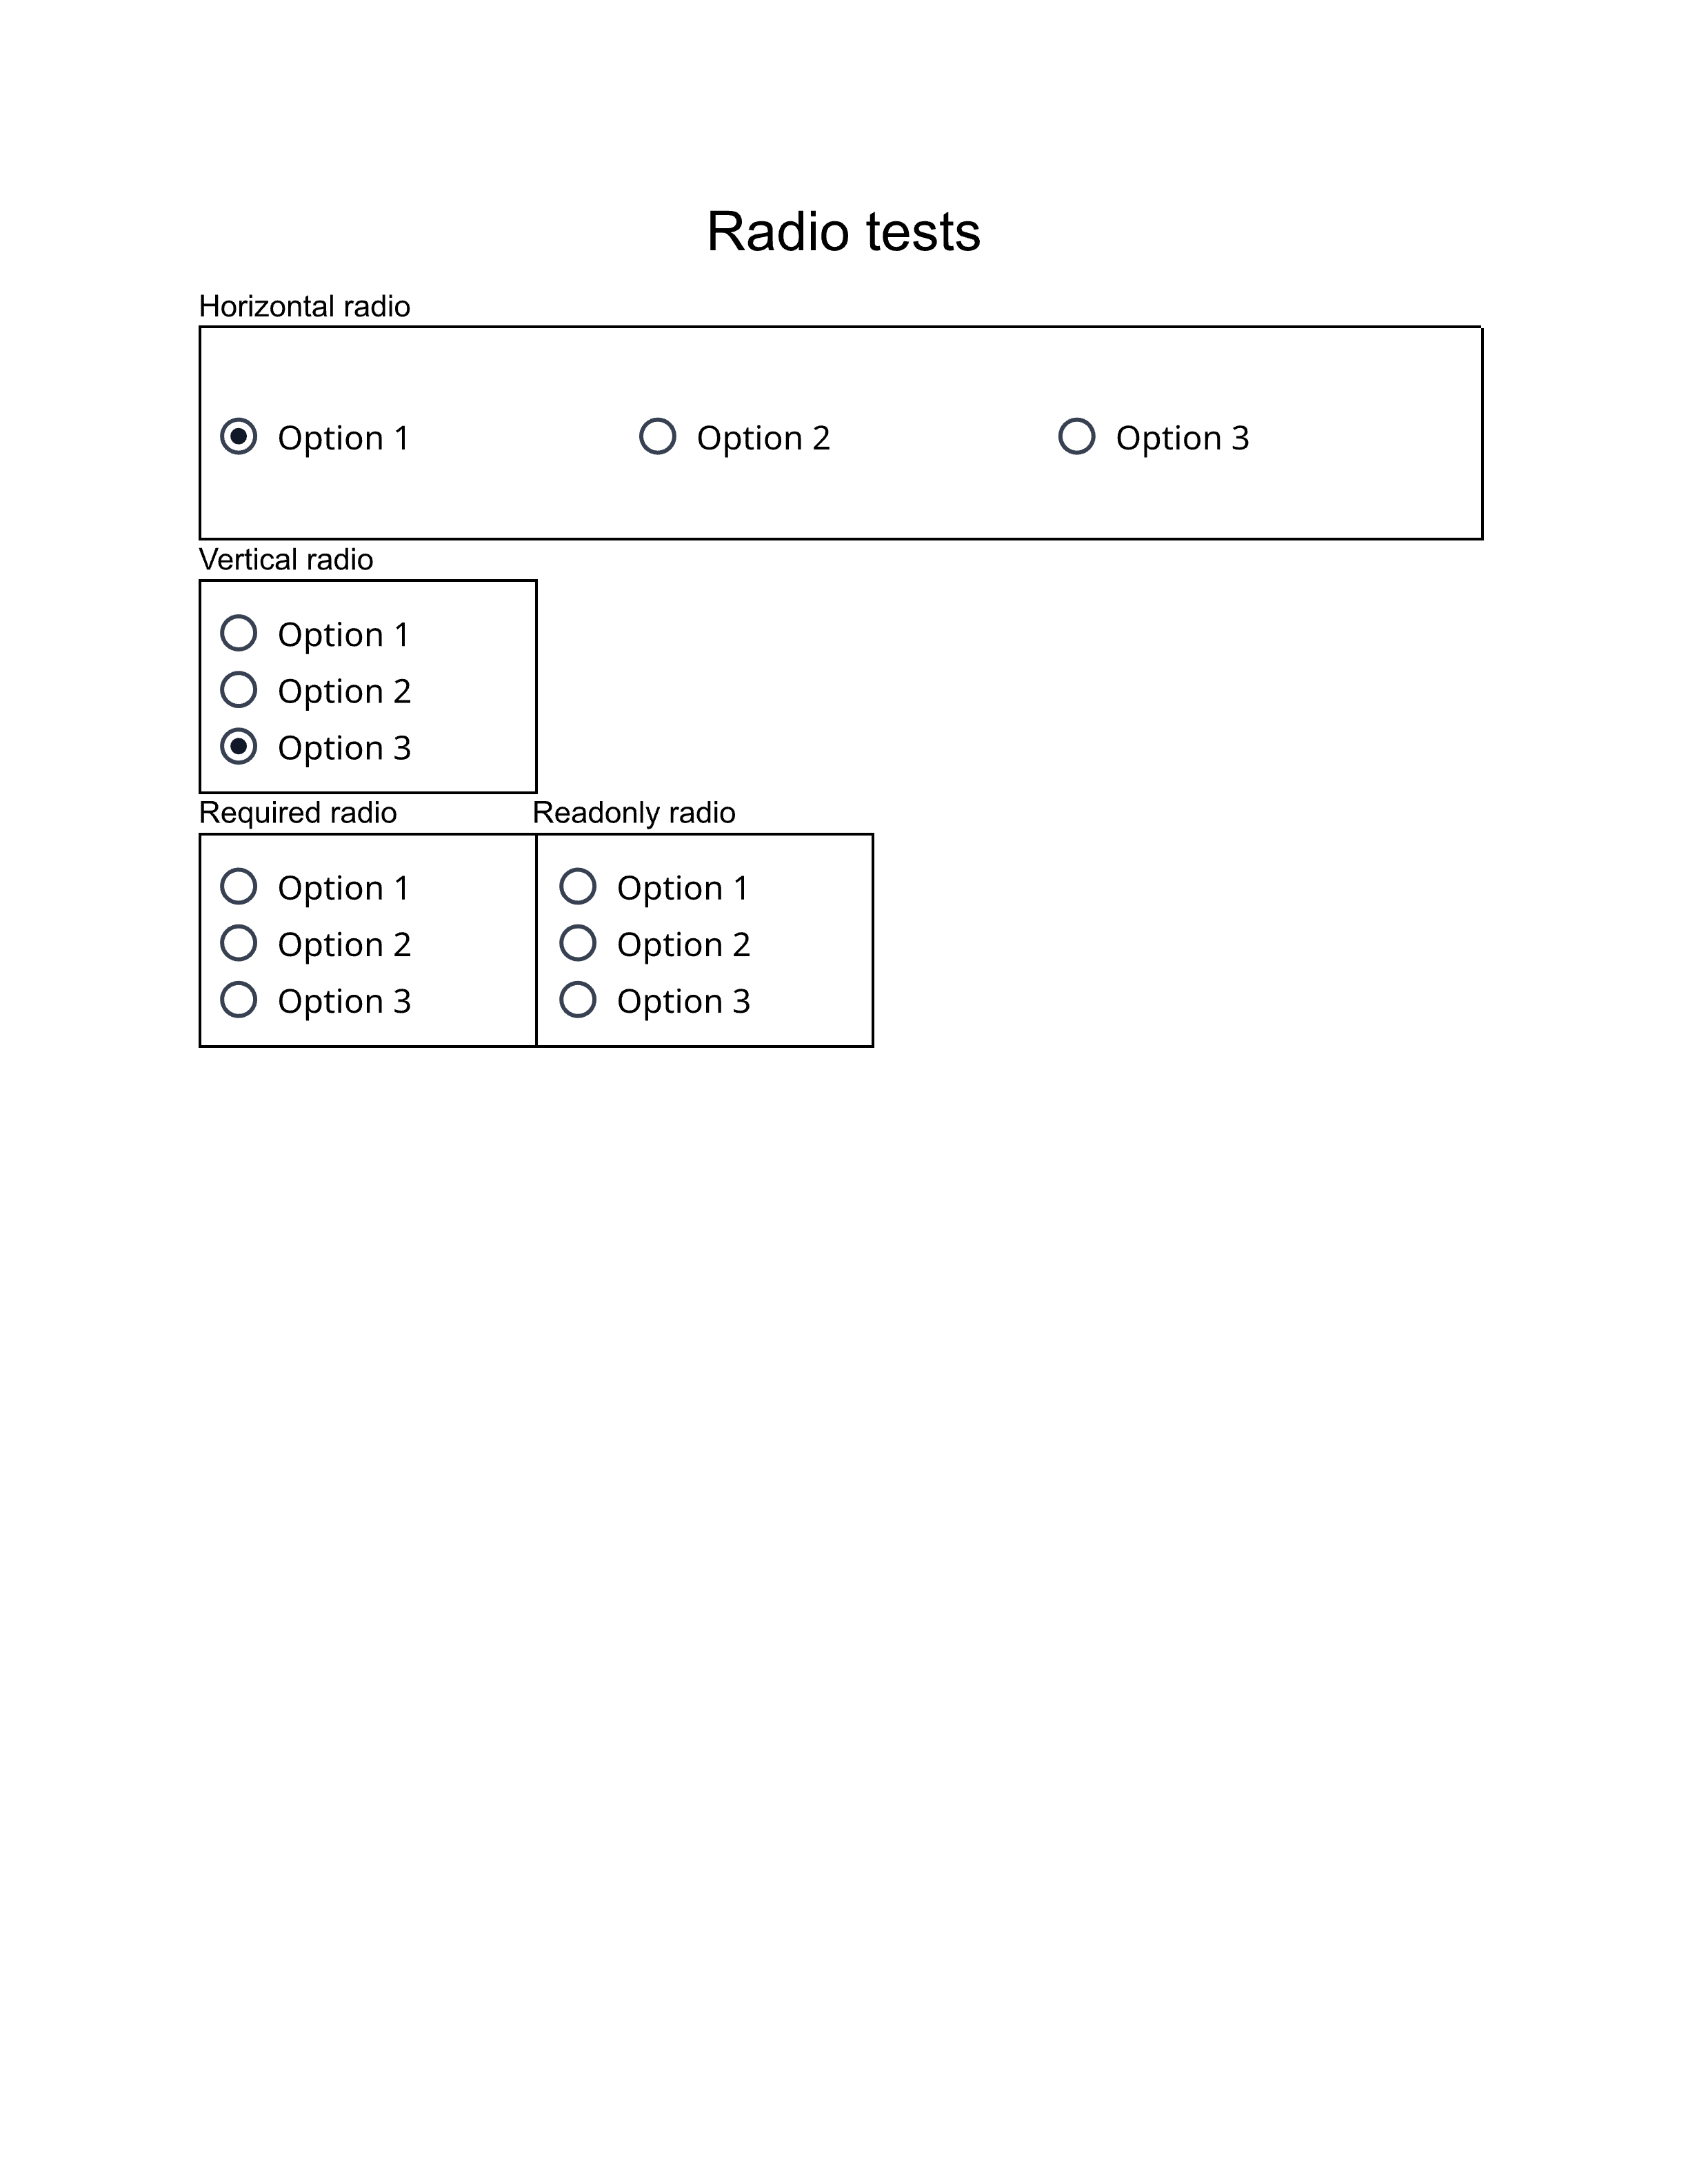 Radio tests
Horizontal radio
Option 1 Option 2 Option 3
Vertical radio
Option 1
Option 2
Option 3
Required radio Readonly radio
Option 1 Option 1
Option 2 Option 2
Option 3 Option 3